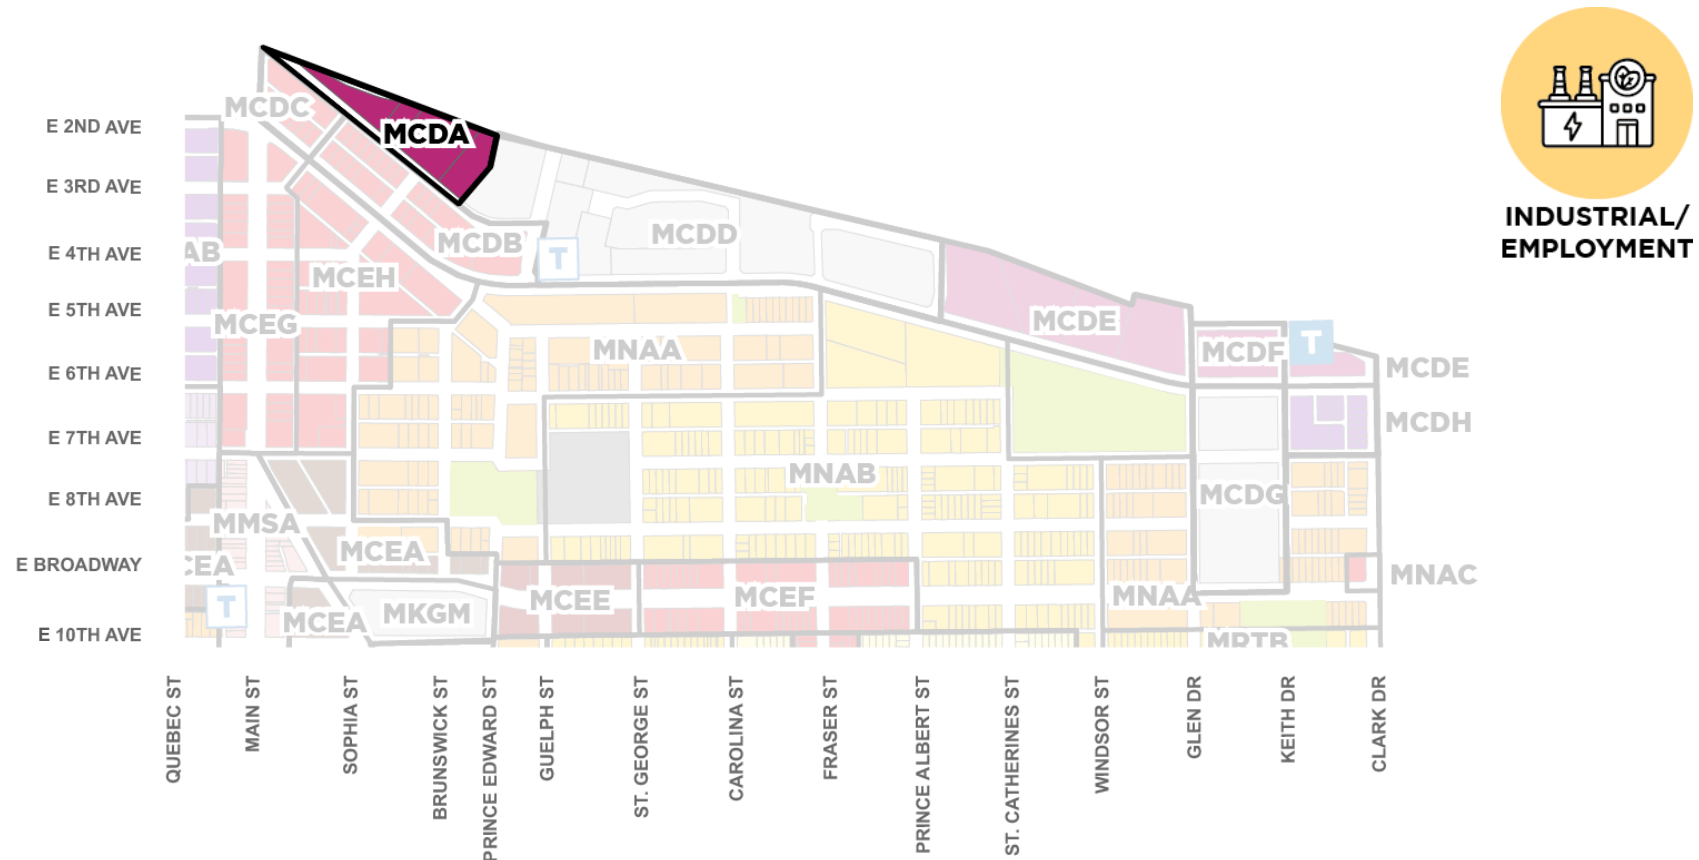 E 2ND AVE
E 3RD AVE
E 4TH AVE
E 5TH AVE
E 6TH AVE
E 7TH AVE
E 8TH AVE
E BROADWAY
E 10TH AVE
MCDC
MCDA
AB
MCDB
T
MCDD
MCEH
MCEG
MNAA
MCDE
MCDF
T
MCDE
MCDH
MNAB
MCDG
MMSA
MCEA
CEA
T
MCEA
MKGM
MCEE
MCEF
MNAA
MNAC
MRTB
QUEBEC ST
MAIN ST
SOPHIA ST
BRUNSWICK ST
PRINCE EDWARD ST
GUELPH ST
ST. GEORGE ST
CAROLINA ST
FRASER ST
PRINCE ALBERT ST
ST. CATHERINES ST
WINDSOR ST
GLEN DR
KEITH DR
CLARK DR
INDUSTRIAL/
EMPLOYMENT